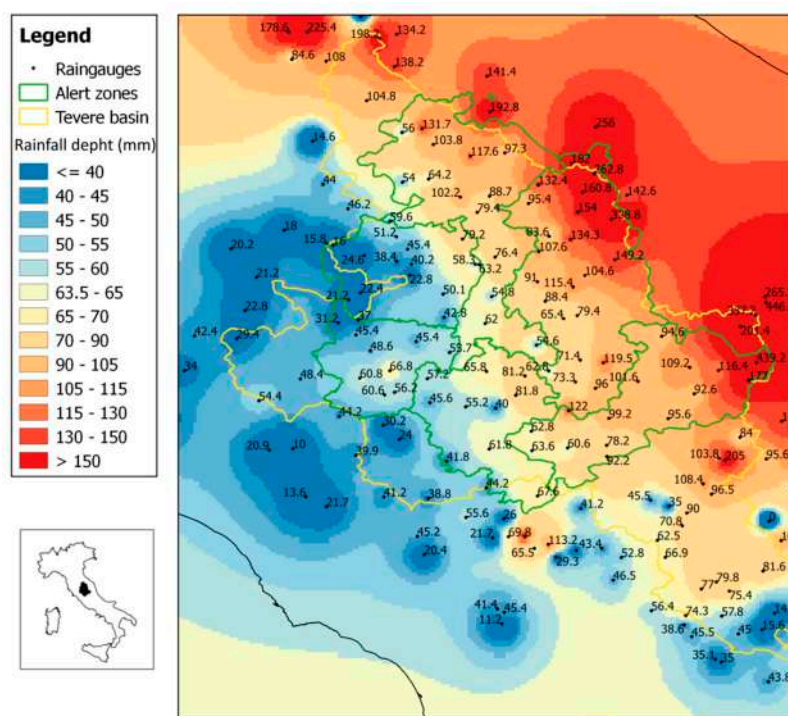 Legend
Raingauges
Alert zones
Tevere basin
Rainfall depht (mm)
<= 40
40 - 45
45 - 50
50 - 55
55 - 60
63.5 - 65
65 - 70
70 - 90
90 - 105
105 - 115
115 - 130
130 - 150
> 150
178.6 225.4 198.2 134.2
84.6 108 138.2
141.4
104.8 192.8
131.7 256
14.6 56
103.8 117.6 97.3
182
262.8
44 54 64.2 132.4
102.2 88.7 95.4 160.8 142.6
46.2 79.4 154
59.6
18 51.2 79.2 134.3
20.2 15.8 16 45.4 107.6
24.6 38.4 40.2 76.4 149.2
63.2
21.2 22.8 91 104.6
21.2 22.4 50.1 54.8 115.4
88.4
22.8 31.2 37 42.8 62 65.4 79.4
42.4 29.4 45.4 45.4 94.6
48.6 53.7 54.6
34 66.8 65.8 71.4 119.5 109.2 116.4
48.4 60.8 57.2 81.2 73.3 101.6 177
60.6 56.2 81.8 96 92.6
54.4 45.6 55.2 40 122
44.2 99.2 95.6
30.2 52.8 84
20.9 10 24 61.8 63.6 60.6 78.2
39.9 41.8 92.2 103.8 205 95.6
44.2 108.4
13.6 41.2 38.8 67.6 96.5
21.7 41.2 45.5 35 90
55.6 26 70.8
45.2 21.7 69.8 62.5
20.4 65.5 113.2 43.4 52.8 66.9
29.3 81.6
46.5 77 79.8
75.4
41.4 45.4 56.4 74.3 57.8
11.2 38.6 45.5 45 15.6
35.1 35
43.8